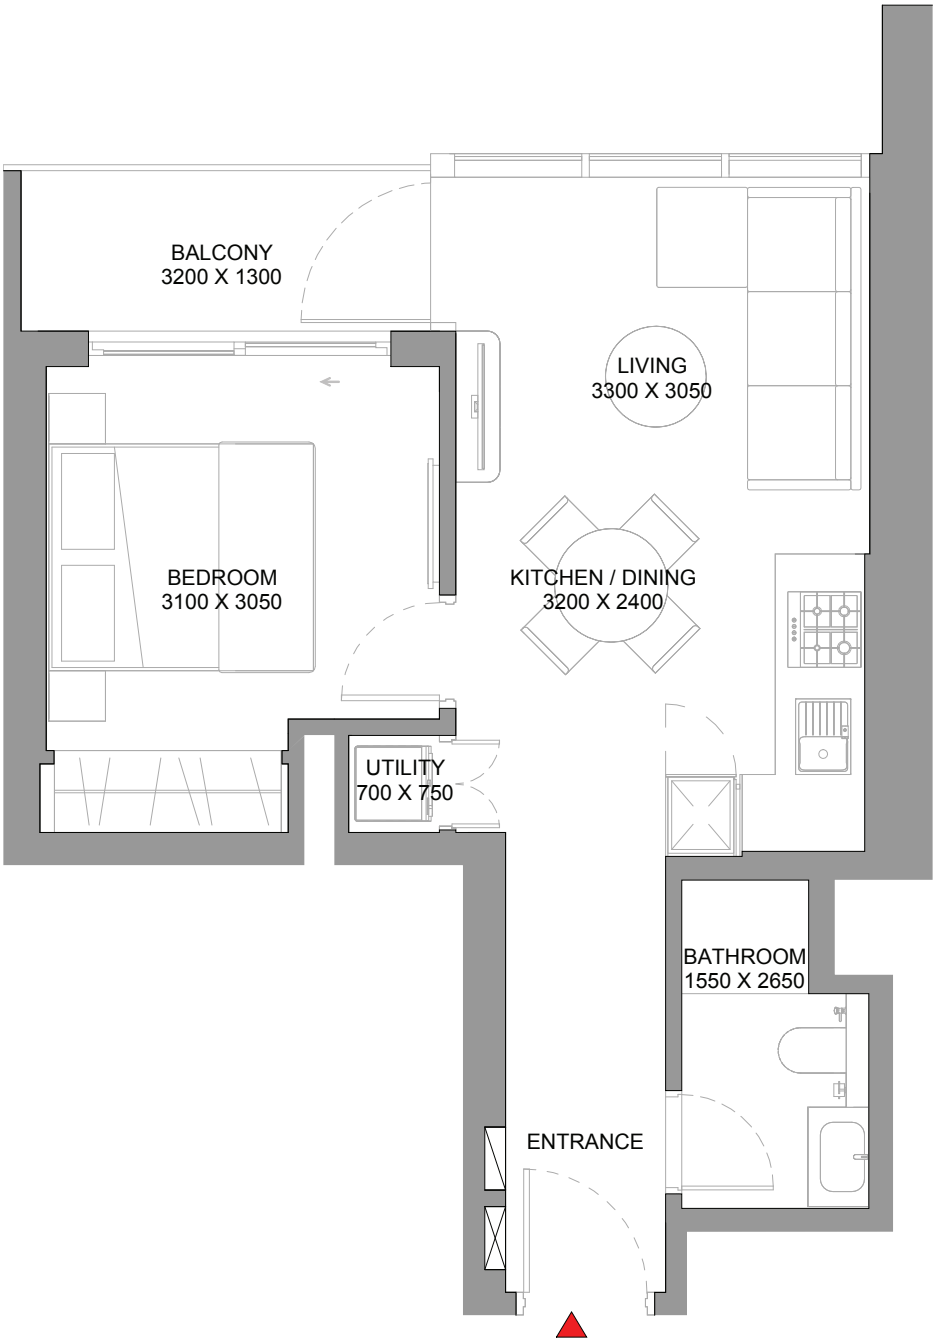 BALCONY
3200 X 1300
LIVING
3300 X 3050
BEDROOM
3100 X 3050
KITCHEN / DINING
3200 X 2400
UTILITY
700 X 750
BATHROOM
1550 X 2650
ENTRANCE